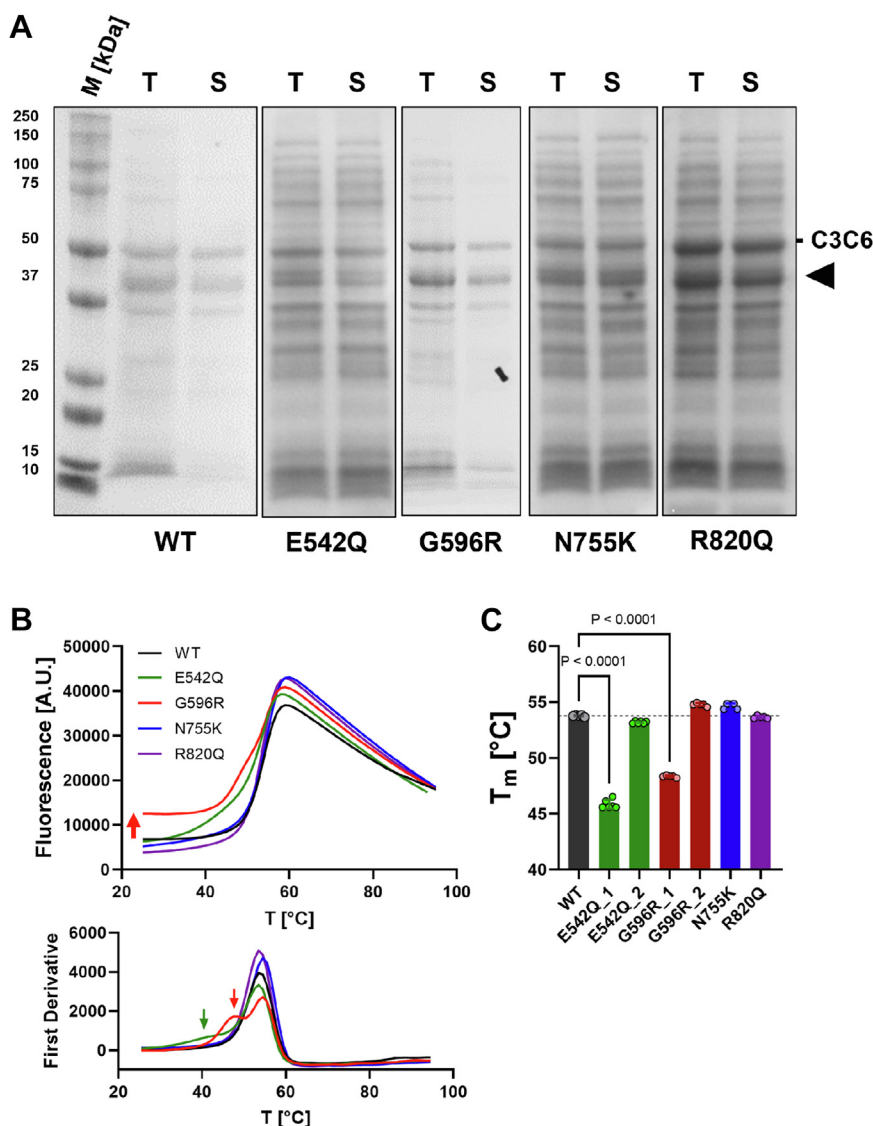 A
M [kDa]
T S T S T S T S T S
250
150
100
75
50
37
25
20
15
10
C3C6
WT E542Q G596R N755K R820Q
B
Fluorescence [A.U.]
50000
40000
30000
20000
10000
0
WT
E542Q
G596R
N755K
R820Q
20 40 60 80 100
T [°C]
First Derivative
6000
4000
2000
0
20 40 60 80 100
T [°C]
C
P < 0.0001
P < 0.0001
Tm [°C]
60
55
50
45
40
WT
E542Q_1
E542Q_2
G596R_1
G596R_2
N755K
R820Q